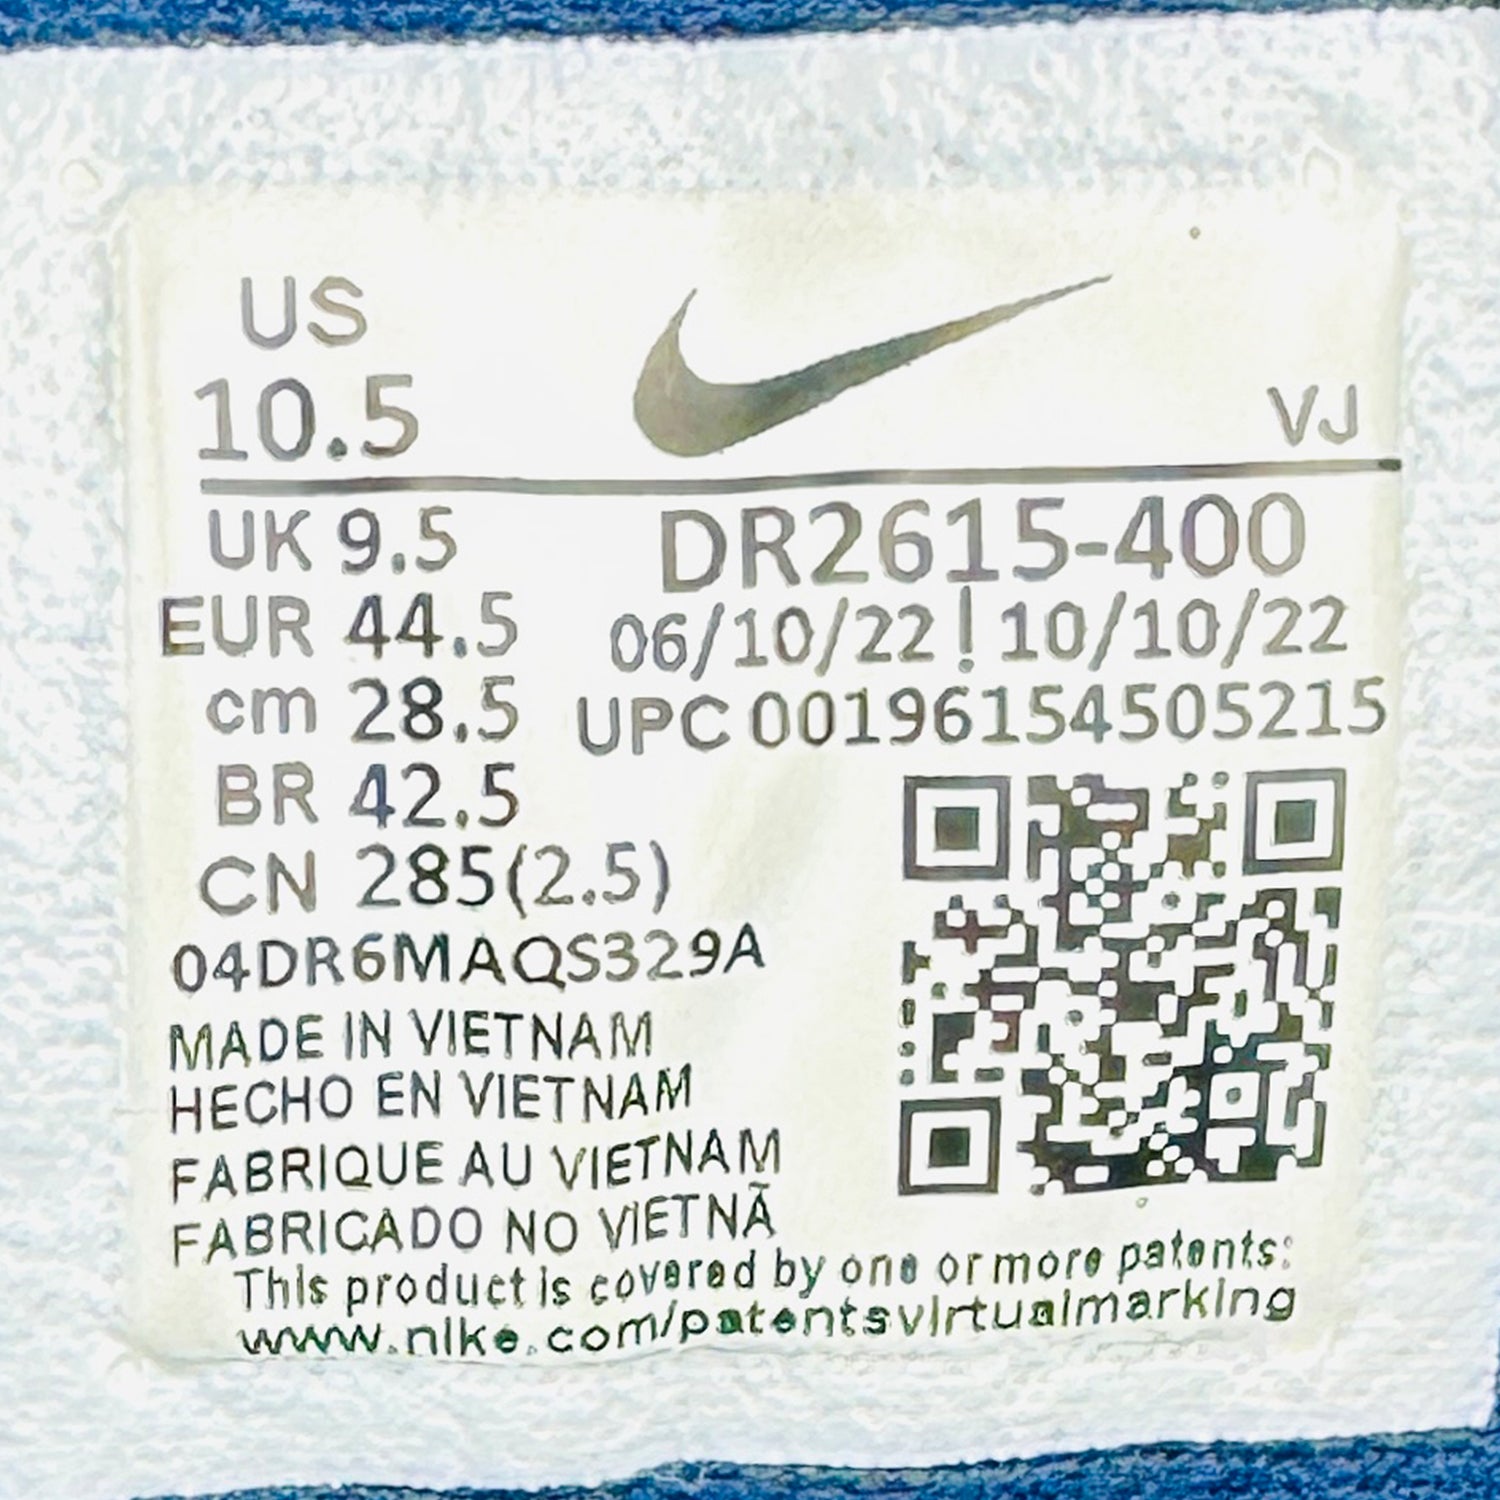 US
10.5
VJ
UK 9.5
DR2615-400
EUR 44.5
06/10/22 | 10/10/22
cm 28.5
UPC 00196154505215
BR 42.5
CN 285(2.5)
04DR6MAQS329A
MADE IN VIETNAM
HECHO EN VIETNAM
FABRIQUE AU VIETNAM
FABRICADO NO VIETNÃ
This product is covered by one or more patents:
www.nike.com/patentsvirtualmarking